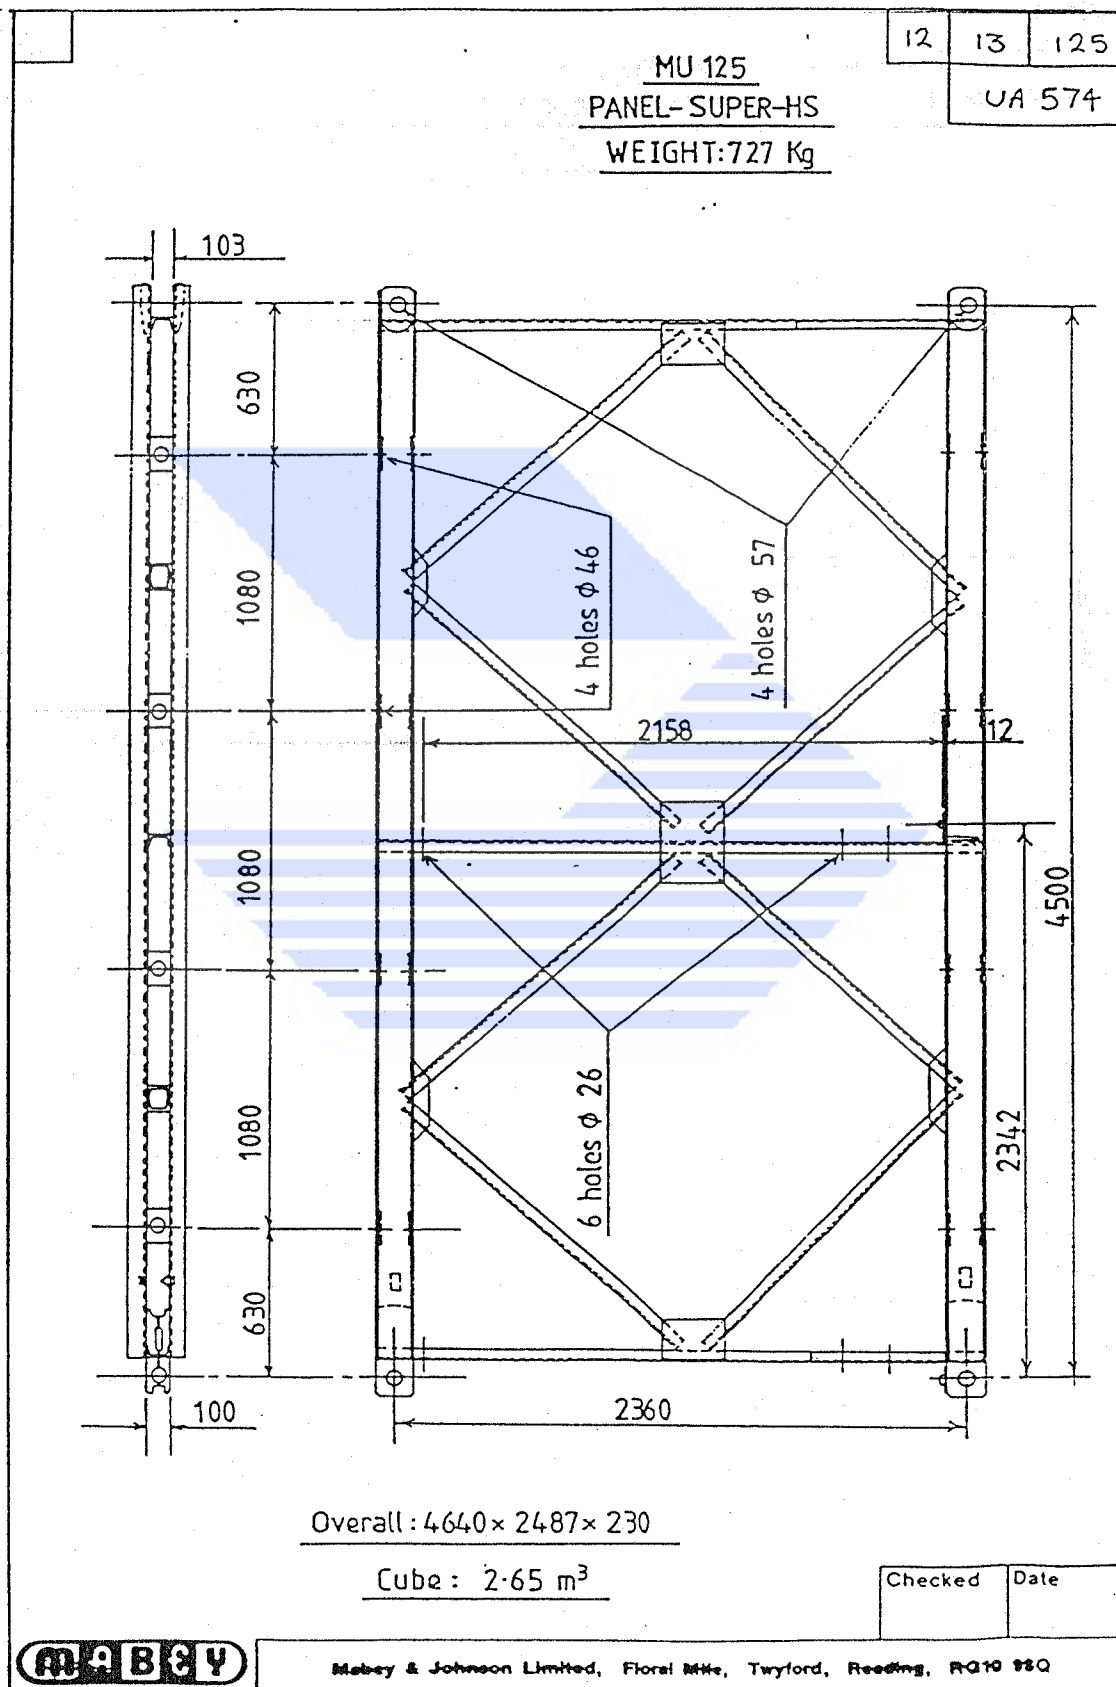 12 13 125
UA 574
MU 125
PANEL-SUPER-HS
WEIGHT:727 Kg
103
630
1080
1080
1080
630
100
4 holes φ 46
4 holes φ 57
2158
12
6 holes φ 26
4500
2342
2360
Overall: 4640 × 2487 × 230
Cube: 2·65 m³
Checked Date
MABEY
Mabey & Johnson Limited, Floral Mile, Twyford, Reading, RG10 9SQ